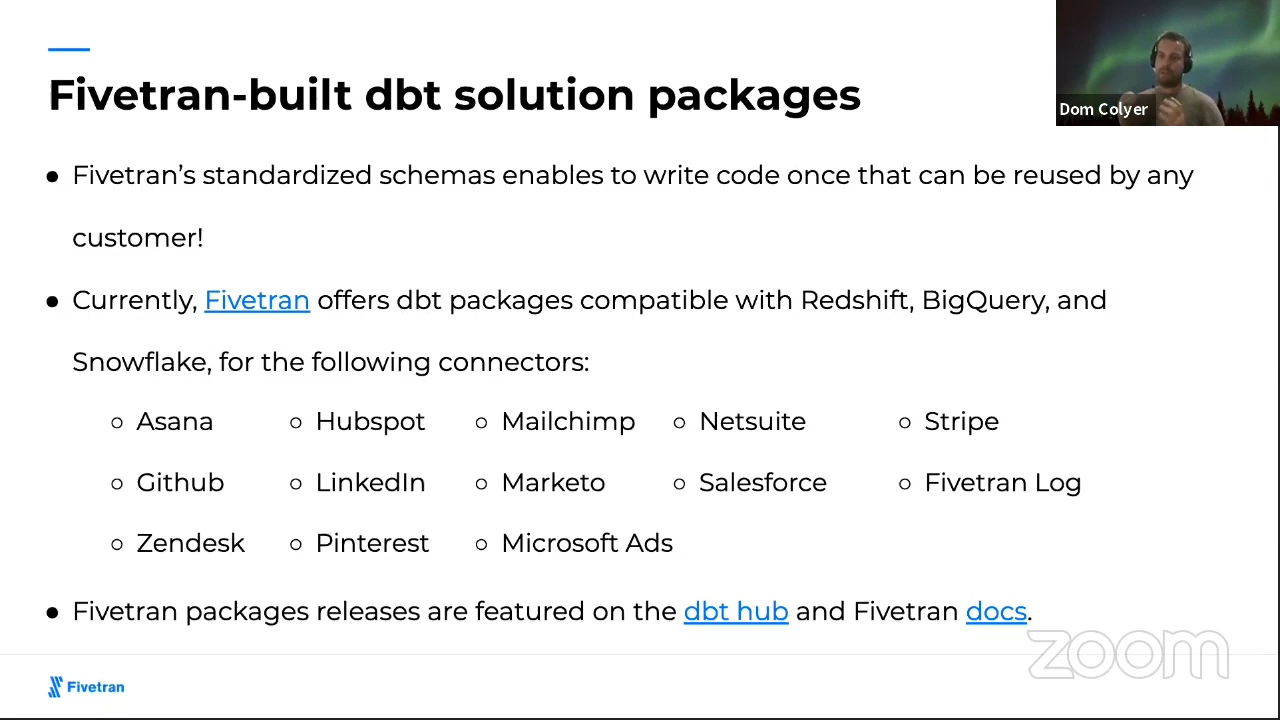 Fivetran-built dbt solution packages
Dom Colyer
● Fivetran’s standardized schemas enables to write code once that can be reused by any
customer!
● Currently, Fivetran offers dbt packages compatible with Redshift, BigQuery, and
Snowflake, for the following connectors:
○ Asana ○ Hubspot ○ Mailchimp ○ Netsuite ○ Stripe
○ Github ○ LinkedIn ○ Marketo ○ Salesforce ○ Fivetran Log
○ Zendesk ○ Pinterest ○ Microsoft Ads
● Fivetran packages releases are featured on the dbt hub and Fivetran docs.
zoom
Fivetran